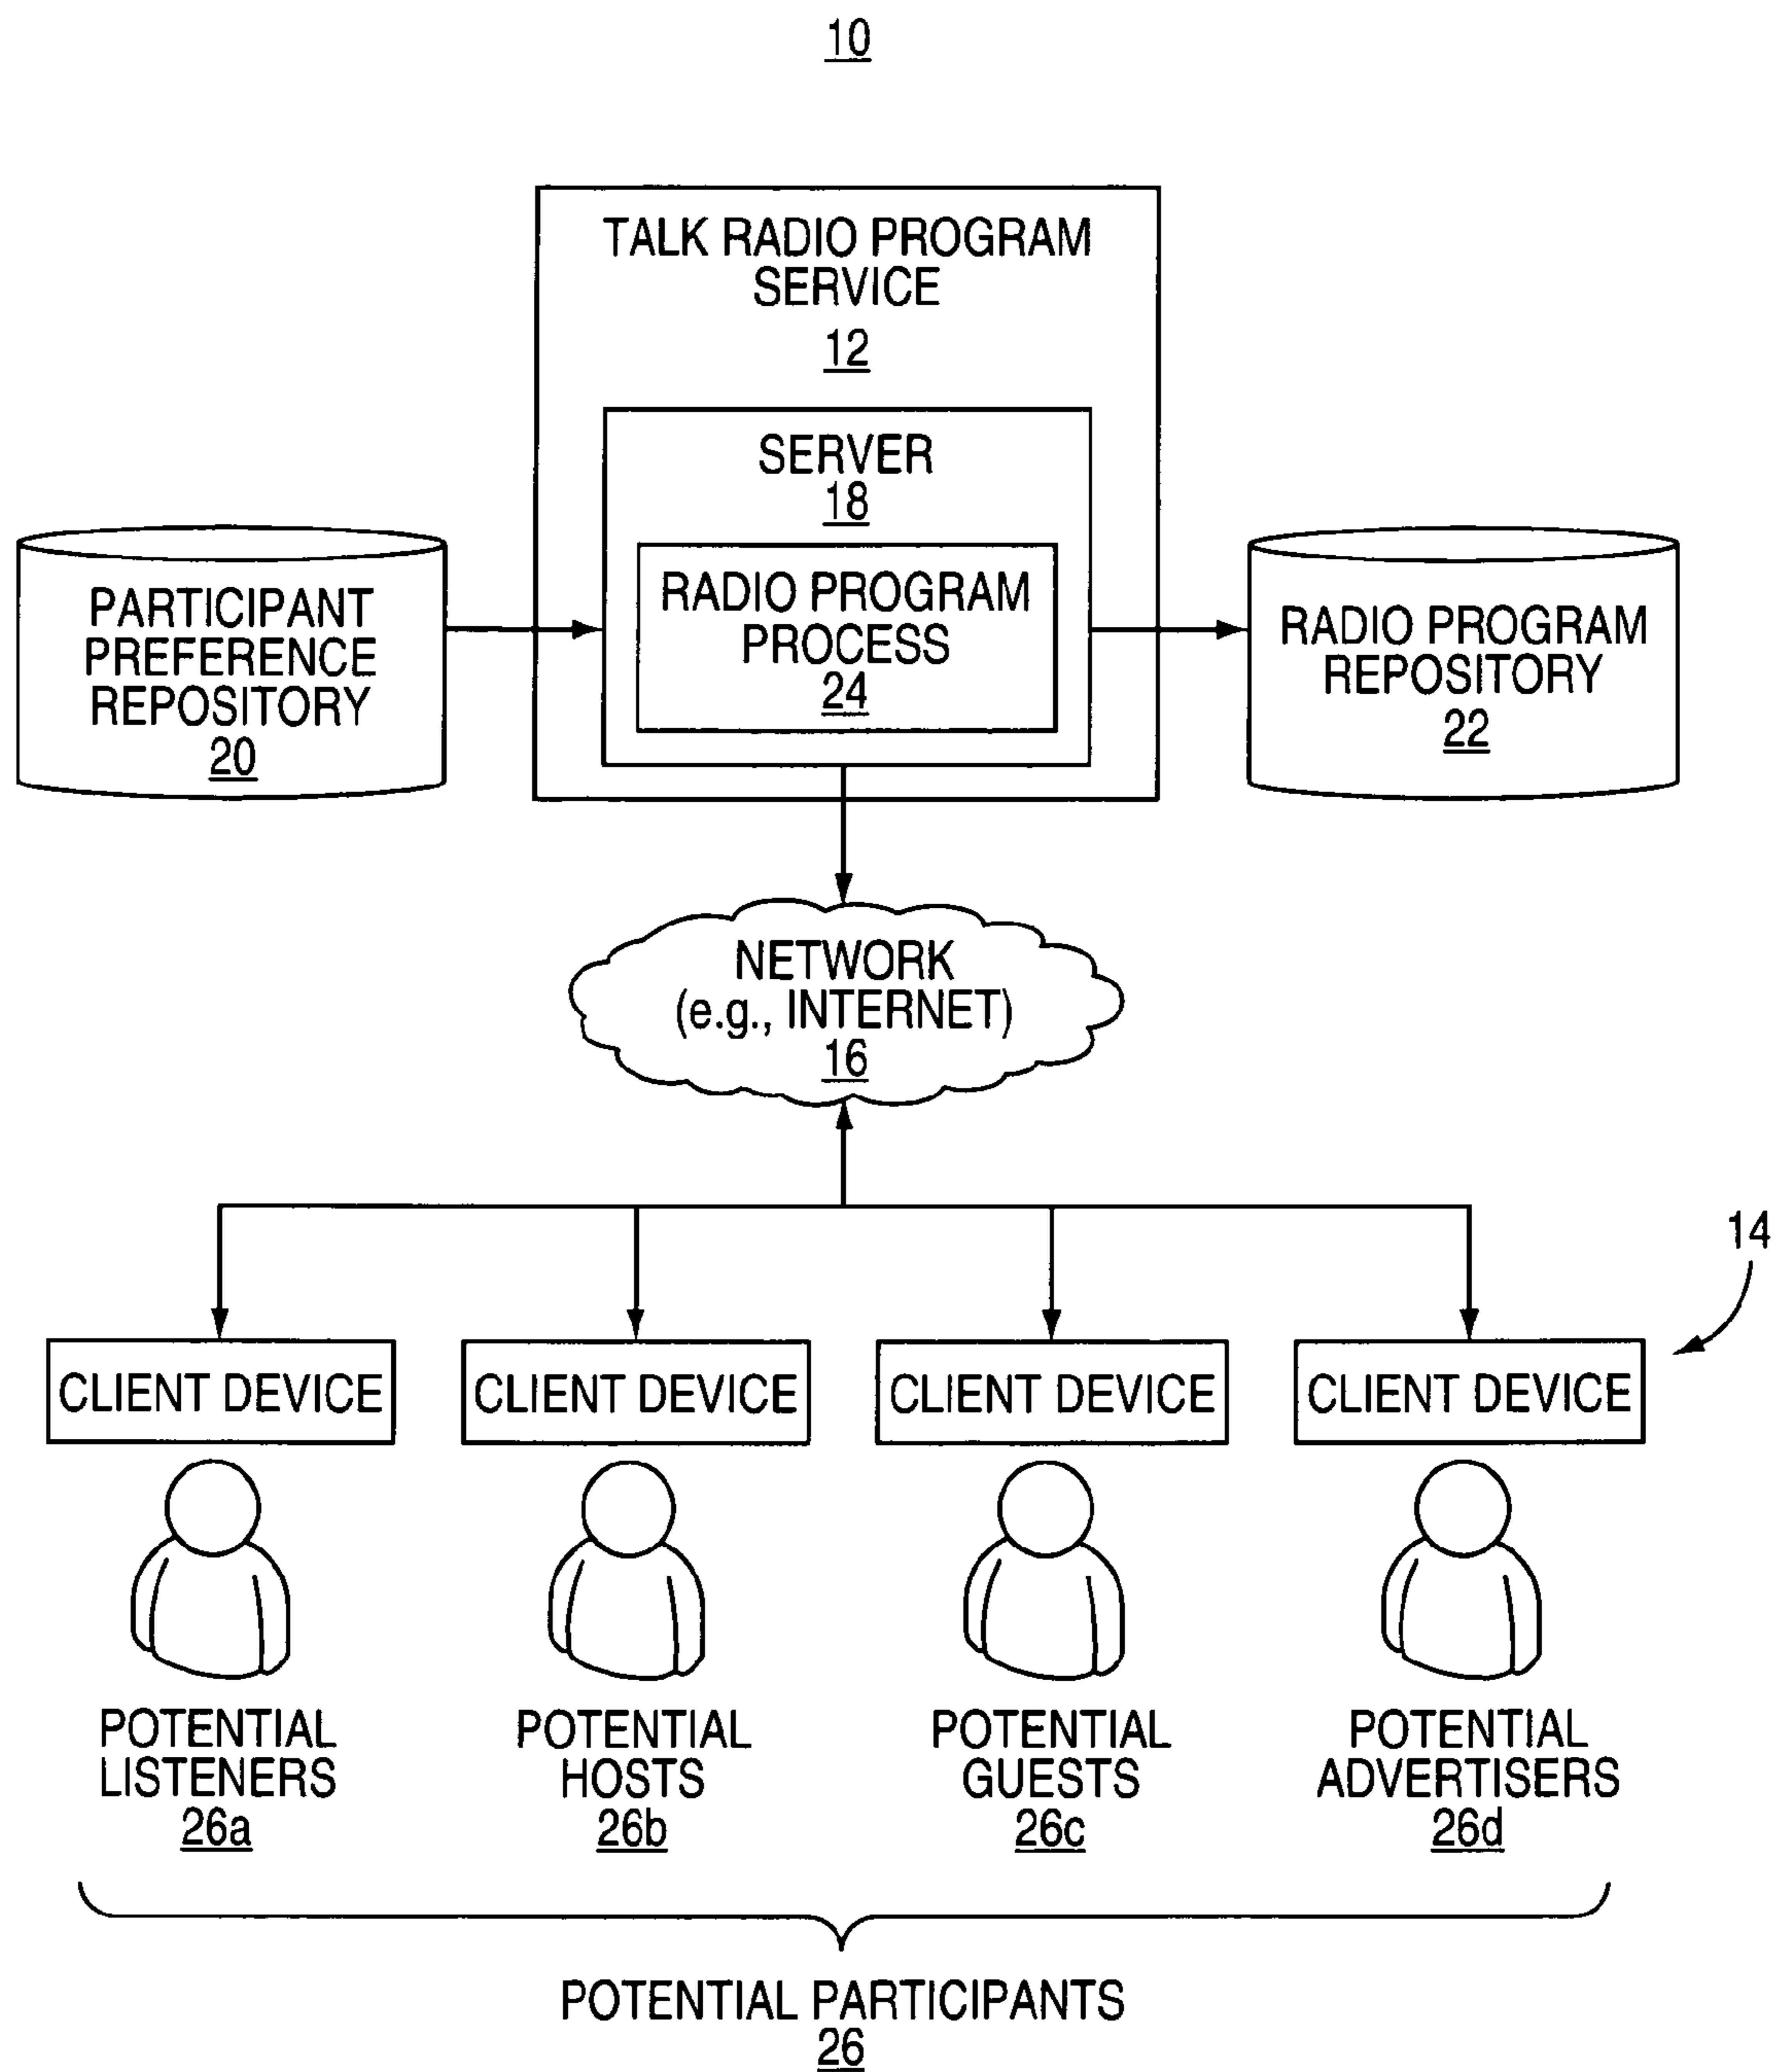 10
TALK RADIO PROGRAM
SERVICE
12
SERVER
18
RADIO PROGRAM
PROCESS
24
PARTICIPANT
PREFERENCE
REPOSITORY
20
RADIO PROGRAM
REPOSITORY
22
NETWORK
(e.g., INTERNET)
16
14
CLIENT DEVICE
CLIENT DEVICE
CLIENT DEVICE
CLIENT DEVICE
POTENTIAL
LISTENERS
26a
POTENTIAL
HOSTS
26b
POTENTIAL
GUESTS
26c
POTENTIAL
ADVERTISERS
26d
POTENTIAL PARTICIPANTS
26